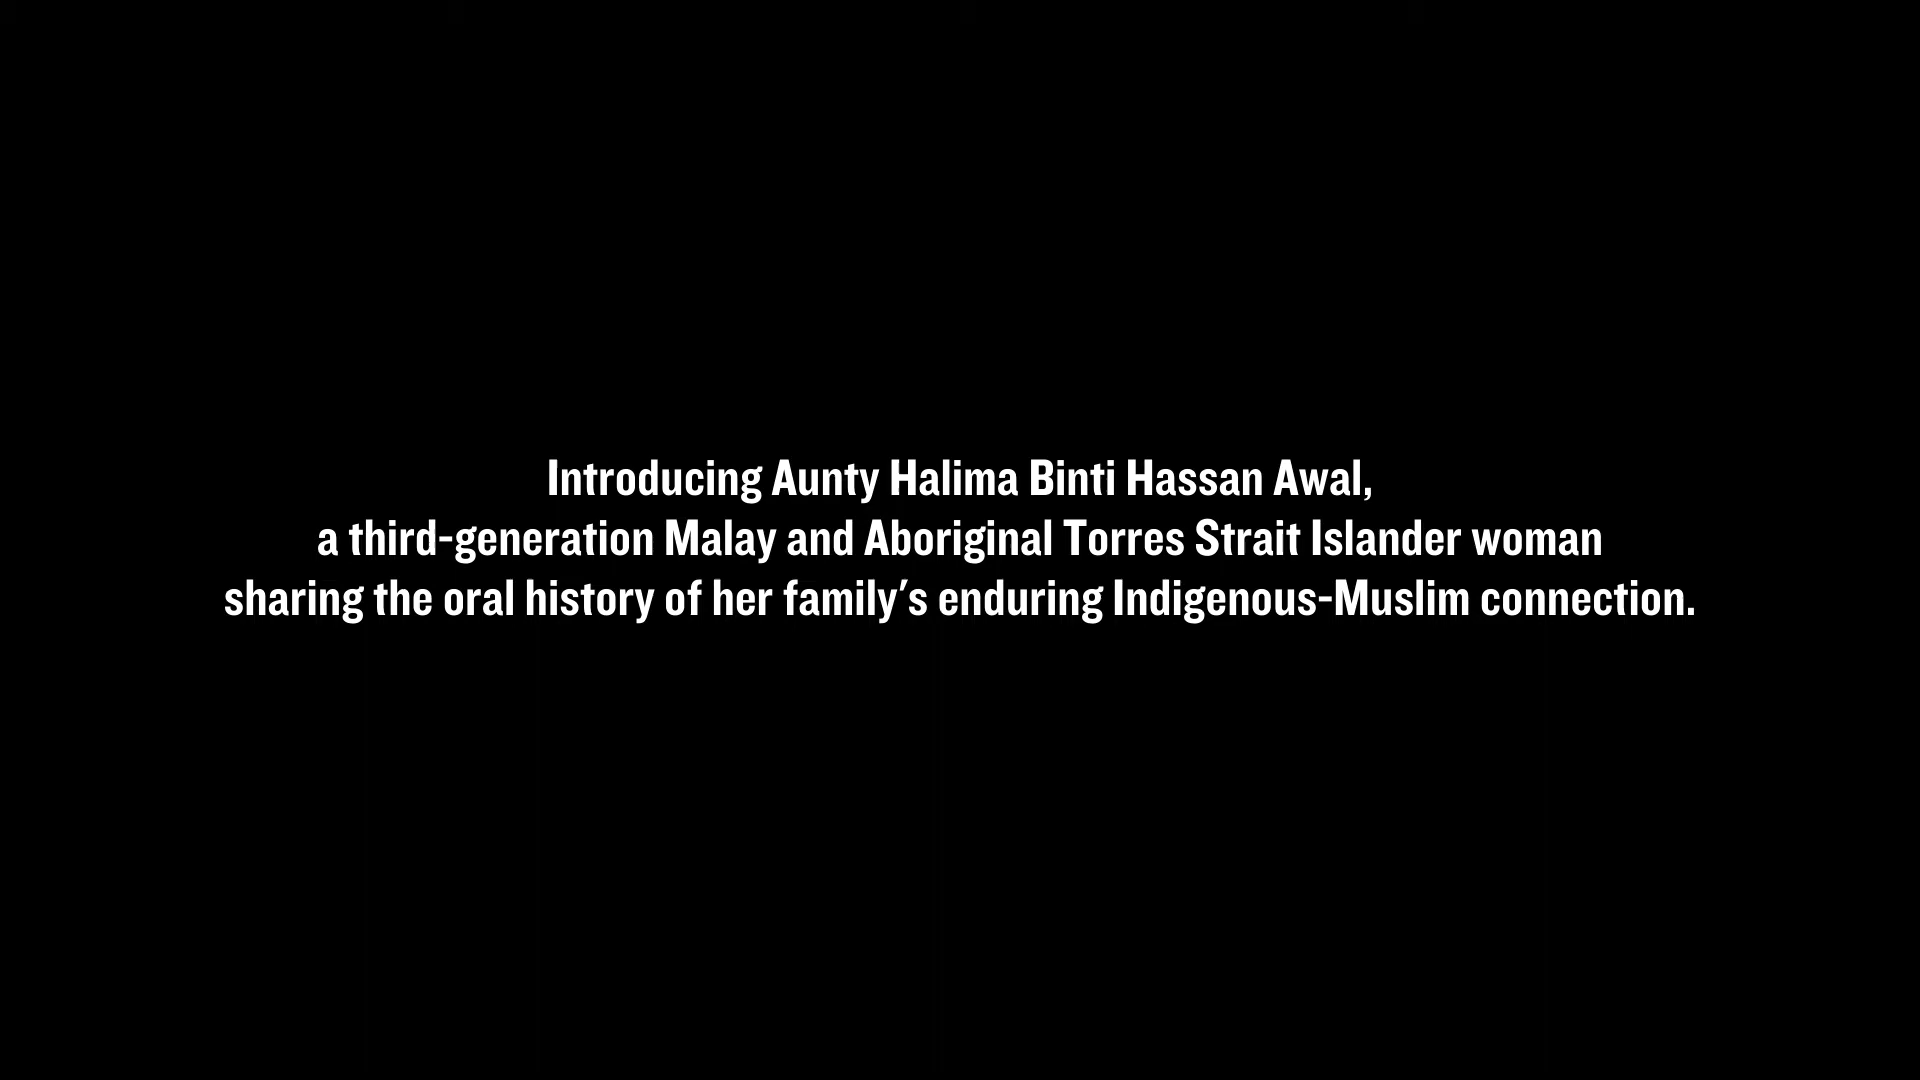 Introducing Aunty Halima Binti Hassan Awal,
a third-generation Malay and Aboriginal Torres Strait Islander woman
sharing the oral history of her family's enduring Indigenous-Muslim connection.